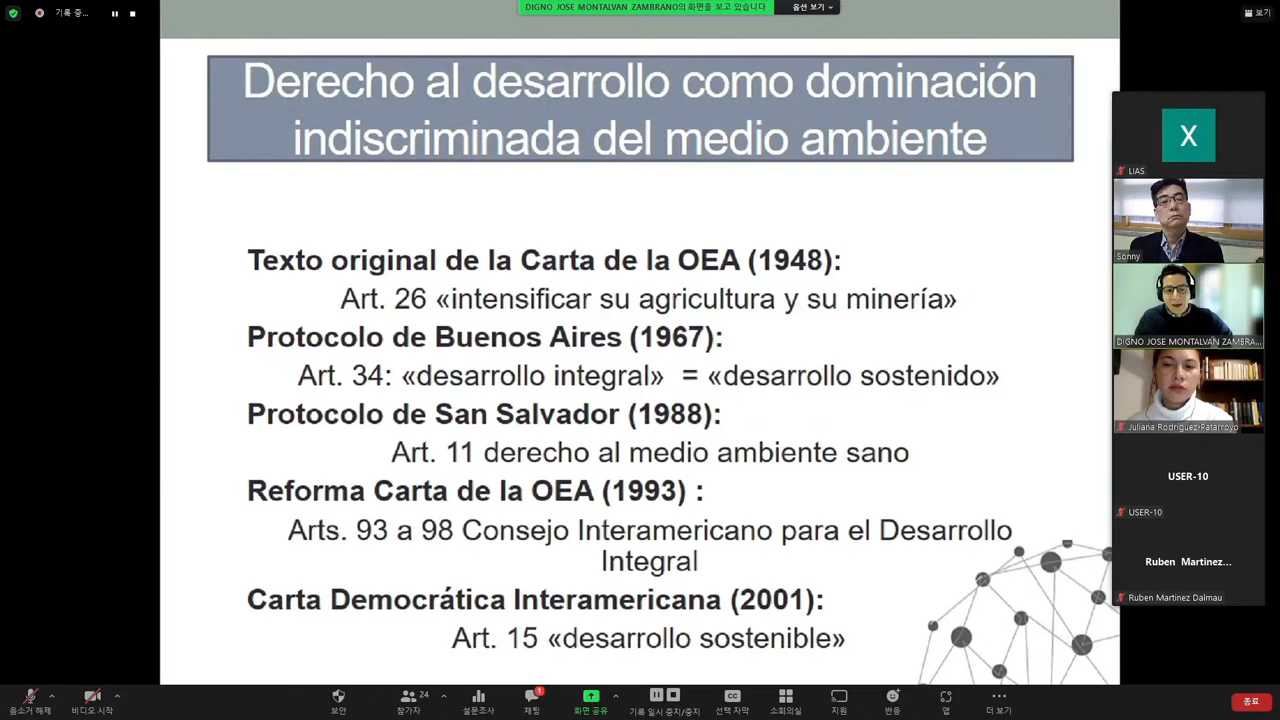 기록 중...
DIGNO JOSE MONTALVAN ZAMBRANO의 화면을 보고 있습니다
옵션 보기
보기
Derecho al desarrollo como dominación
indiscriminada del medio ambiente
Texto original de la Carta de la OEA (1948):
Art. 26 «intensificar su agricultura y su minería»
Protocolo de Buenos Aires (1967):
Art. 34: «desarrollo integral» = «desarrollo sostenido»
Protocolo de San Salvador (1988):
Art. 11 derecho al medio ambiente sano
Reforma Carta de la OEA (1993) :
Arts. 93 a 98 Consejo Interamericano para el Desarrollo
Integral
Carta Democrática Interamericana (2001):
Art. 15 «desarrollo sostenible»
X
LIAS
Sonny
DIGNO JOSE MONTALVAN ZAMBRA...
Juliana Rodriguez-Patarroyo
USER-10
USER-10
Ruben Martinez...
Ruben Martinez Dalmau
음소거 해제
비디오 시작
보안
참가자
24
설문조사
채팅
1
화면 공유
기록 일시 중지/중지
CC
선택 자막
소회의실
지원
반응
앱
더 보기
종료